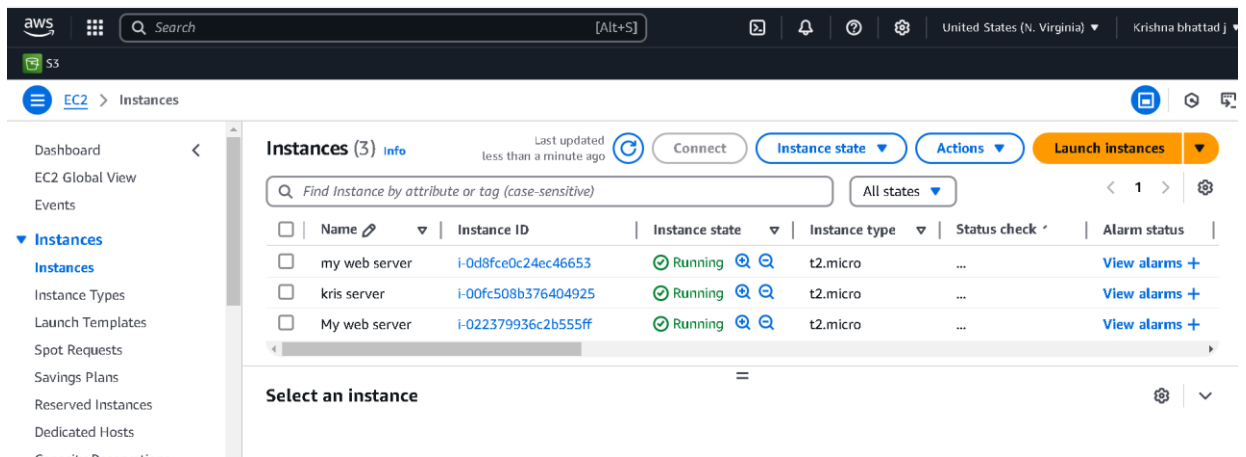 aws Search [Alt+S] United States (N. Virginia) Krishna bhattad j
S3
EC2 > Instances
Dashboard
EC2 Global View
Events
Instances
Instances
Instance Types
Launch Templates
Spot Requests
Savings Plans
Reserved Instances
Dedicated Hosts
Instances (3) Info Last updated less than a minute ago Connect Instance state Actions Launch instances
Find Instance by attribute or tag (case-sensitive) All states 1
Name Instance ID Instance state Instance type Status check Alarm status
my web server i-0d8fce0c24ec46653 Running t2.micro ... View alarms +
kris server i-00fc508b376404925 Running t2.micro ... View alarms +
My web server i-022379936c2b555ff Running t2.micro ... View alarms +
Select an instance